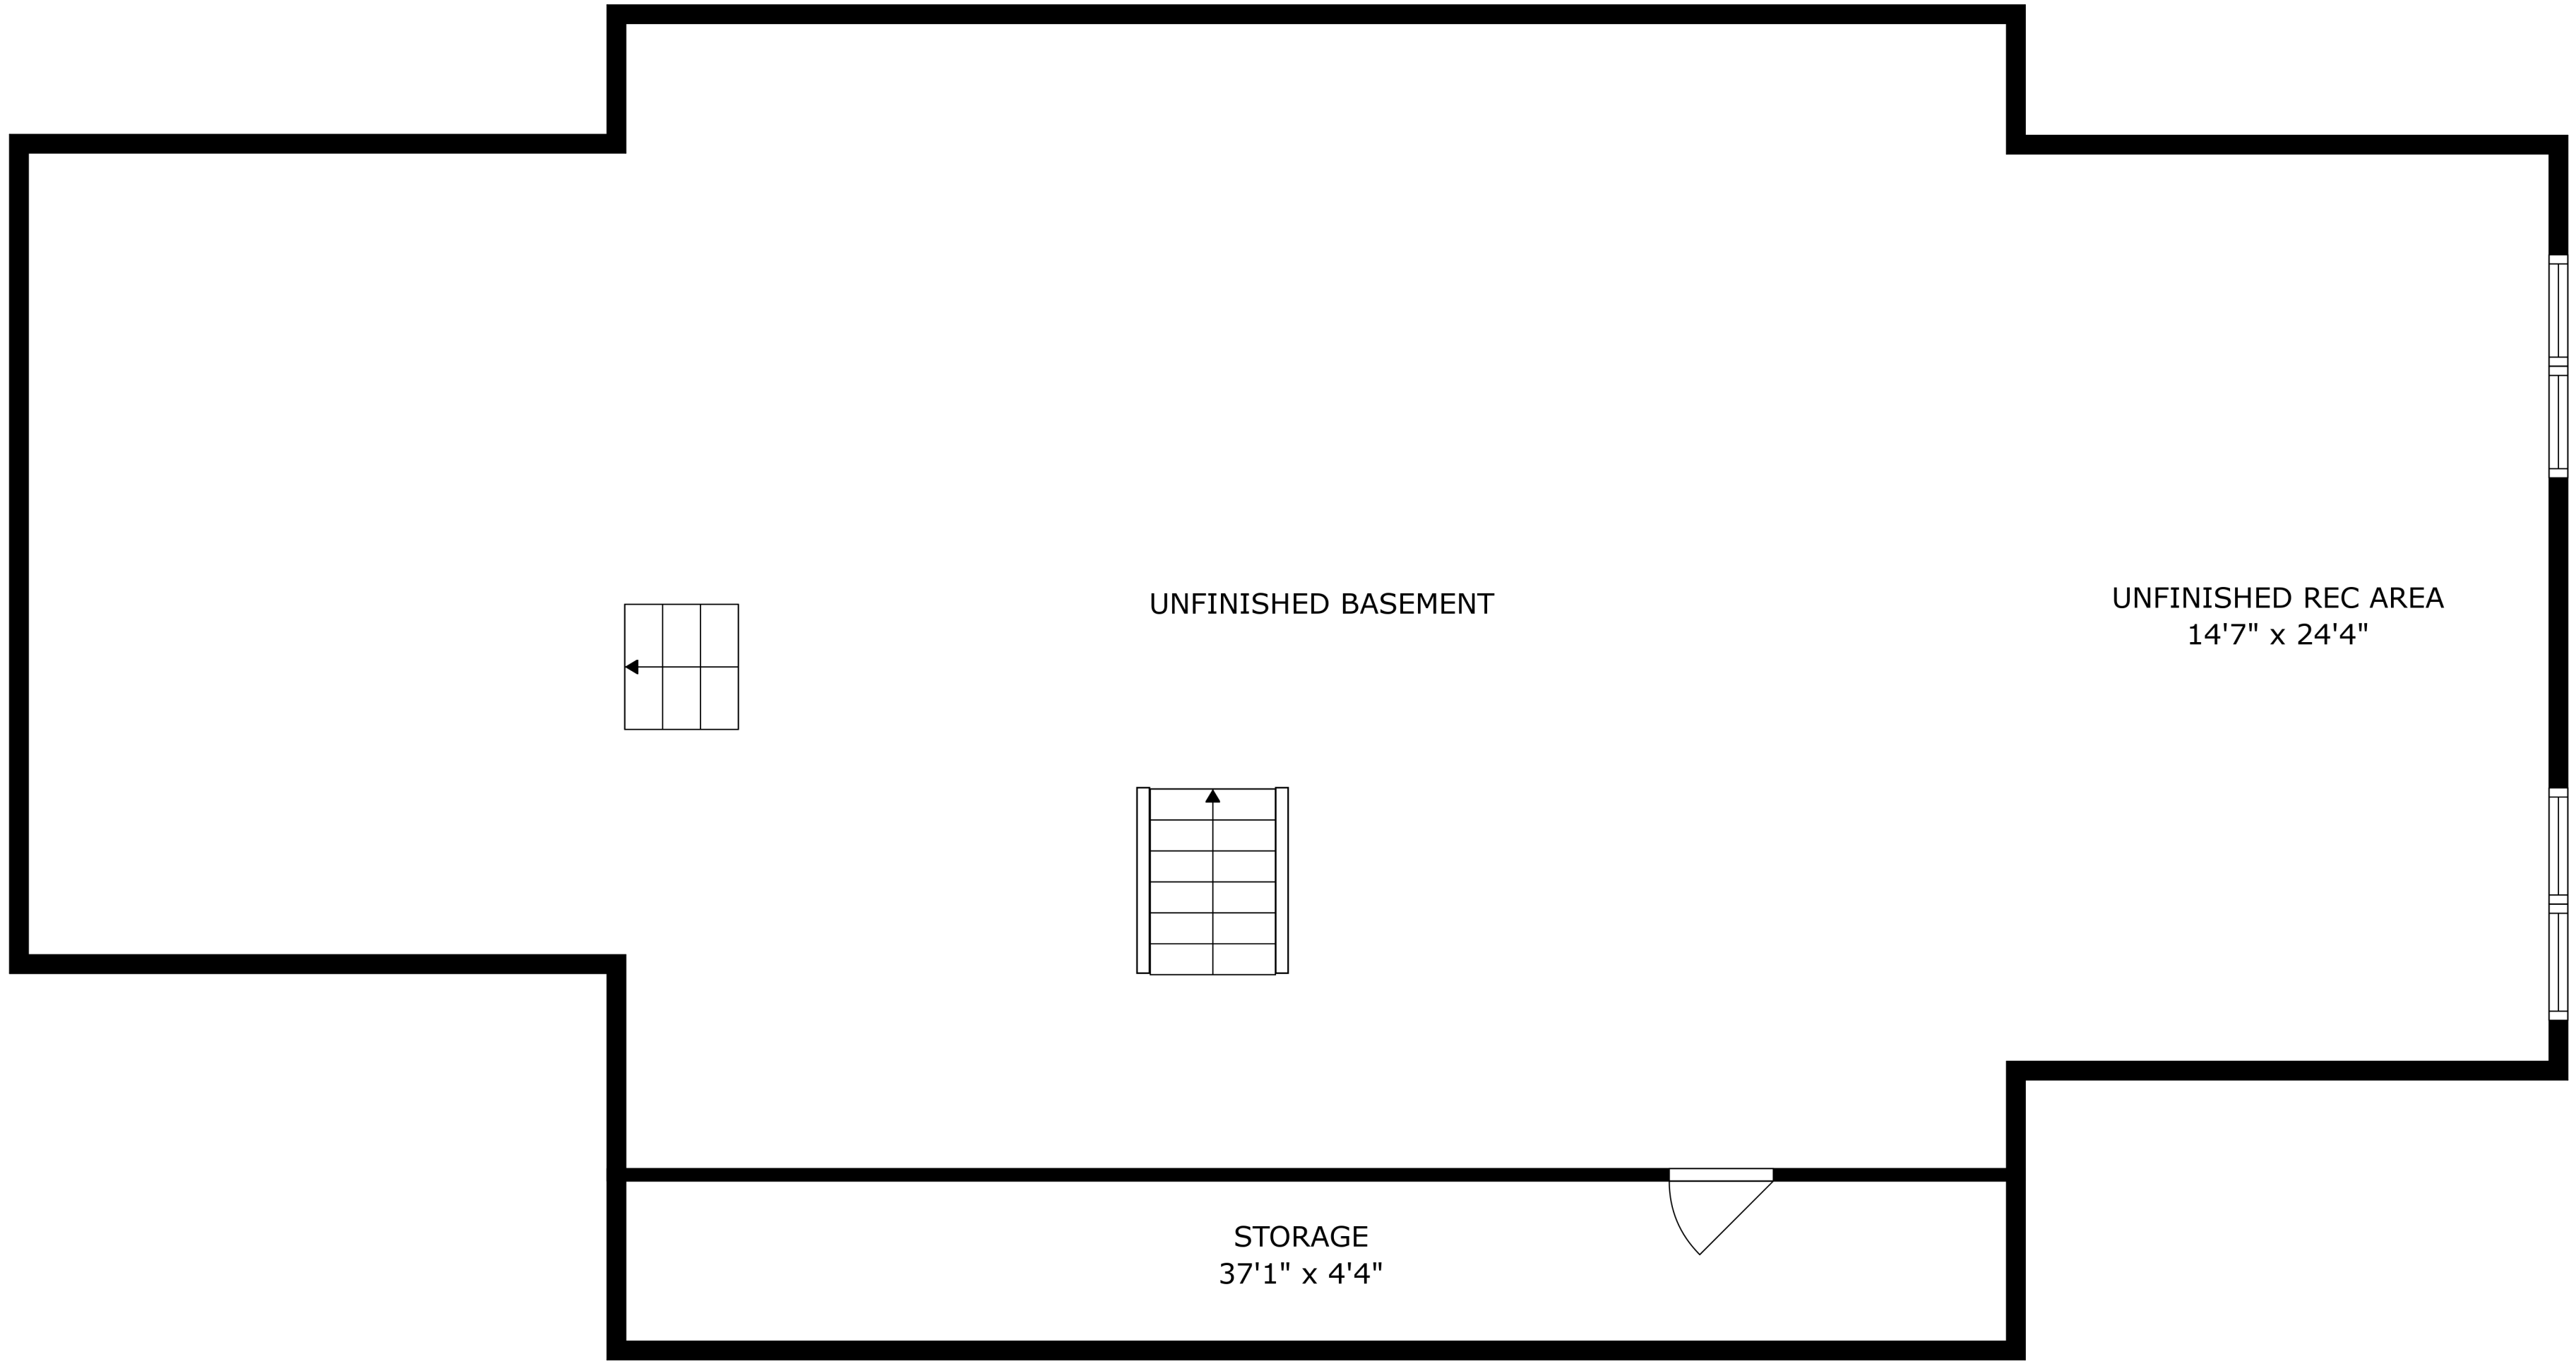 UNFINISHED BASEMENT
UNFINISHED REC AREA
14'7" x 24'4"
STORAGE
37'1" x 4'4"